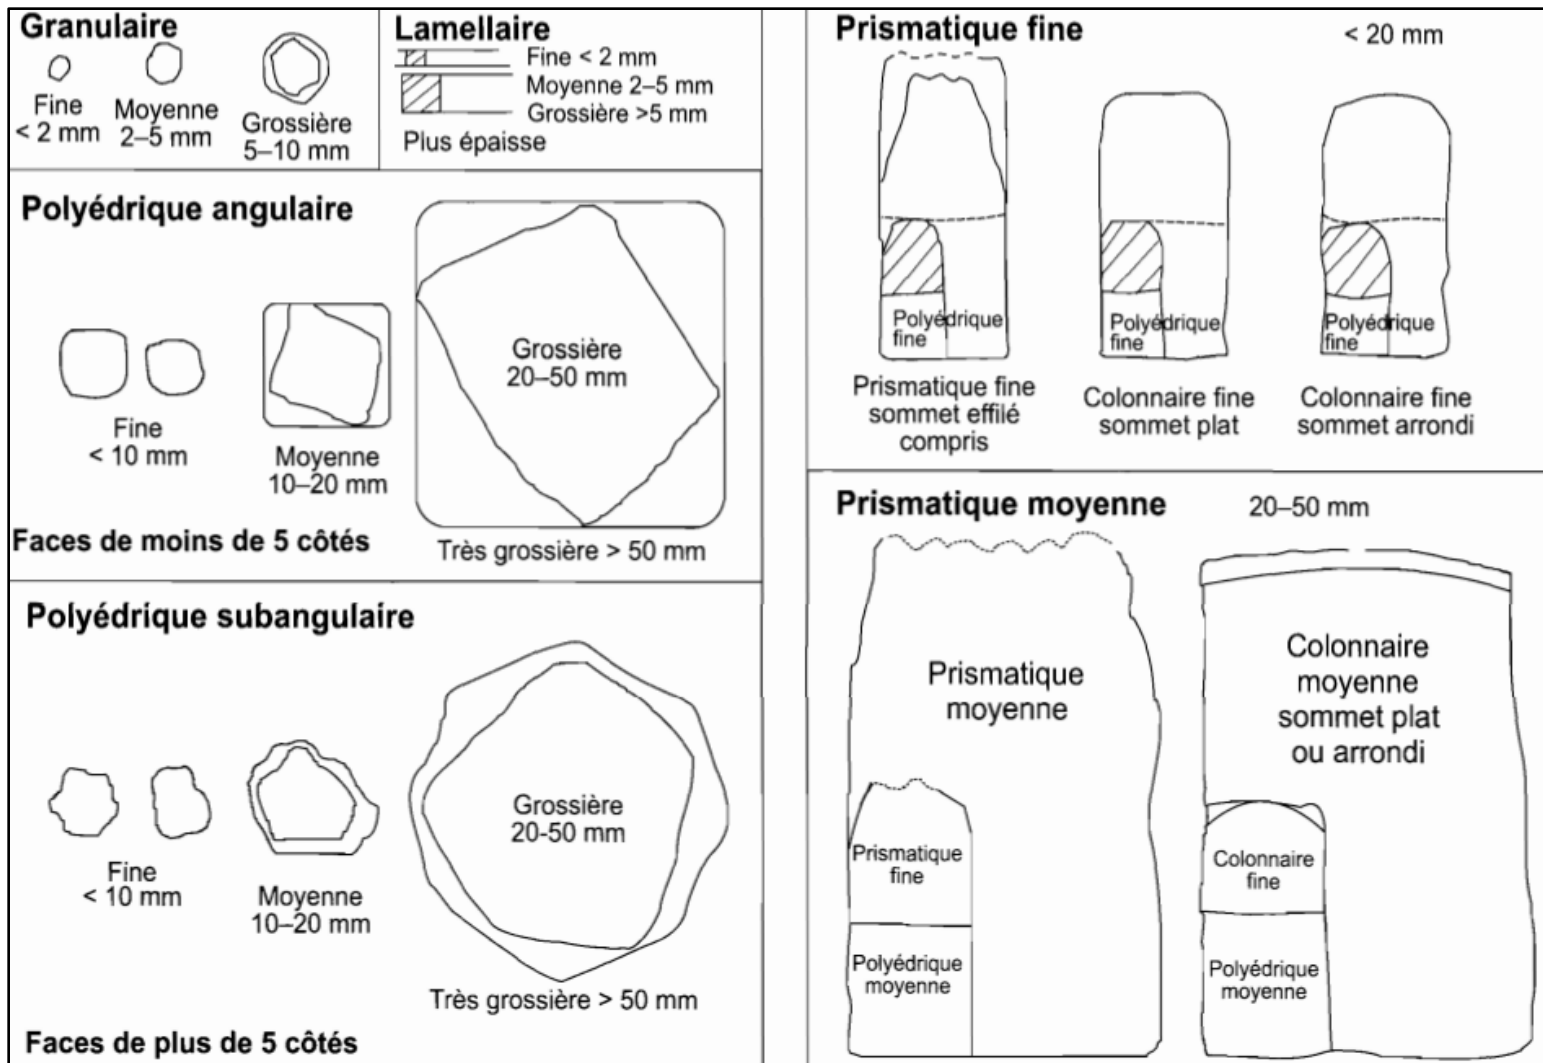 Granulaire
Fine
< 2 mm
Moyenne
2–5 mm
Grossière
5–10 mm
Lamellaire
Fine < 2 mm
Moyenne 2–5 mm
Grossière >5 mm
Plus épaisse
Polyédrique angulaire
Fine
< 10 mm
Moyenne
10–20 mm
Grossière
20–50 mm
Très grossière > 50 mm
Faces de moins de 5 côtés
Polyédrique subangulaire
Fine
< 10 mm
Moyenne
10–20 mm
Grossière
20-50 mm
Très grossière > 50 mm
Faces de plus de 5 côtés
Prismatique fine
< 20 mm
Polyédrique
fine
Prismatique fine
sommet effilé
compris
Polyédrique
fine
Colonnaire fine
sommet plat
Polyédrique
fine
Colonnaire fine
sommet arrondi
Prismatique moyenne
20–50 mm
Prismatique
moyenne
Prismatique
fine
Polyédrique
moyenne
Colonnaire
moyenne
sommet plat
ou arrondi
Colonnaire
fine
Polyédrique
moyenne